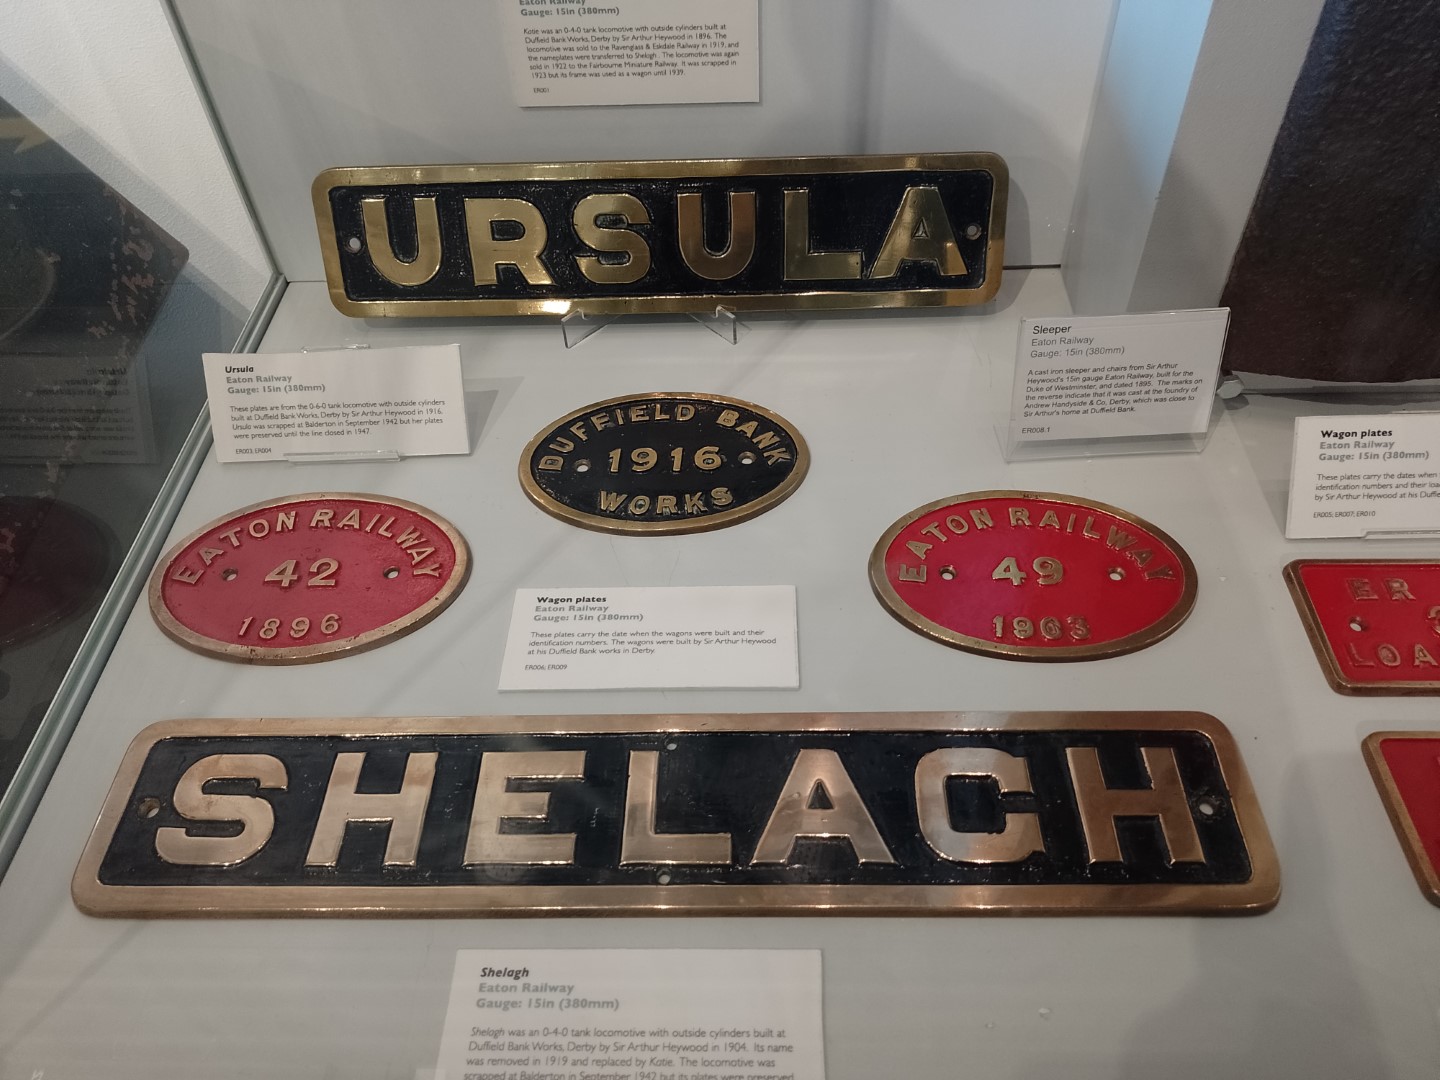 Eaton Railway
Gauge: 15in (380mm)
Katie was an 0-4-0 tank locomotive with outside cylinders built at
Duffield Bank Works, Derby by Sir Arthur Heywood in 1896. The
locomotive was sold to the Ravenglass & Eskdale Railway in 1919, and
the nameplates were transferred to Shelagh. The locomotive was again
sold in 1922 to the Fairbourne Miniature Railway. It was scrapped in
1923 but its frame was used as a wagon until 1939.
ER001
URSULA
Ursula
Eaton Railway
Gauge: 15in (380mm)
These plates are from the 0-6-0 tank locomotive with outside cylinders
built at Duffield Bank Works, Derby by Sir Arthur Heywood in 1916.
Ursula was scrapped at Balderton in September 1942 but her plates
were preserved until the line closed in 1947.
ER003; ER004
Sleeper
Eaton Railway
Gauge: 15in (380mm)
A cast iron sleeper and chairs from Sir Arthur
Heywood's 15in gauge Eaton Railway, built for the
Duke of Westminster, and dated 1895. The marks on
the reverse indicate that it was cast at the foundry of
Andrew Handyside & Co, Derby, which was close to
Sir Arthur's home at Duffield Bank.
ER008.1
DUFFIELD BANK
1916
WORKS
Wagon plates
Eaton Railway
Gauge: 15in (380mm)
These plates carry the dates when
identification numbers and their
by Sir Arthur Heywood at his
ER005; ER007; ER010
EATON RAILWAY
42
1896
EATON RAILWAY
49
1903
Wagon plates
Eaton Railway
Gauge: 15in (380mm)
These plates carry the date when the wagons were built and their
identification numbers. The wagons were built by Sir Arthur Heywood
at his Duffield Bank works in Derby.
ER006; ER009
ER
LOA
SHELAGH
Shelagh
Eaton Railway
Gauge: 15in (380mm)
Shelagh was an 0-4-0 tank locomotive with outside cylinders built at
Duffield Bank Works, Derby by Sir Arthur Heywood in 1904. Its name
was removed in 1919 and replaced by Katie. The locomotive was
scrapped at Balderton in September 1942 but its plates were preserved